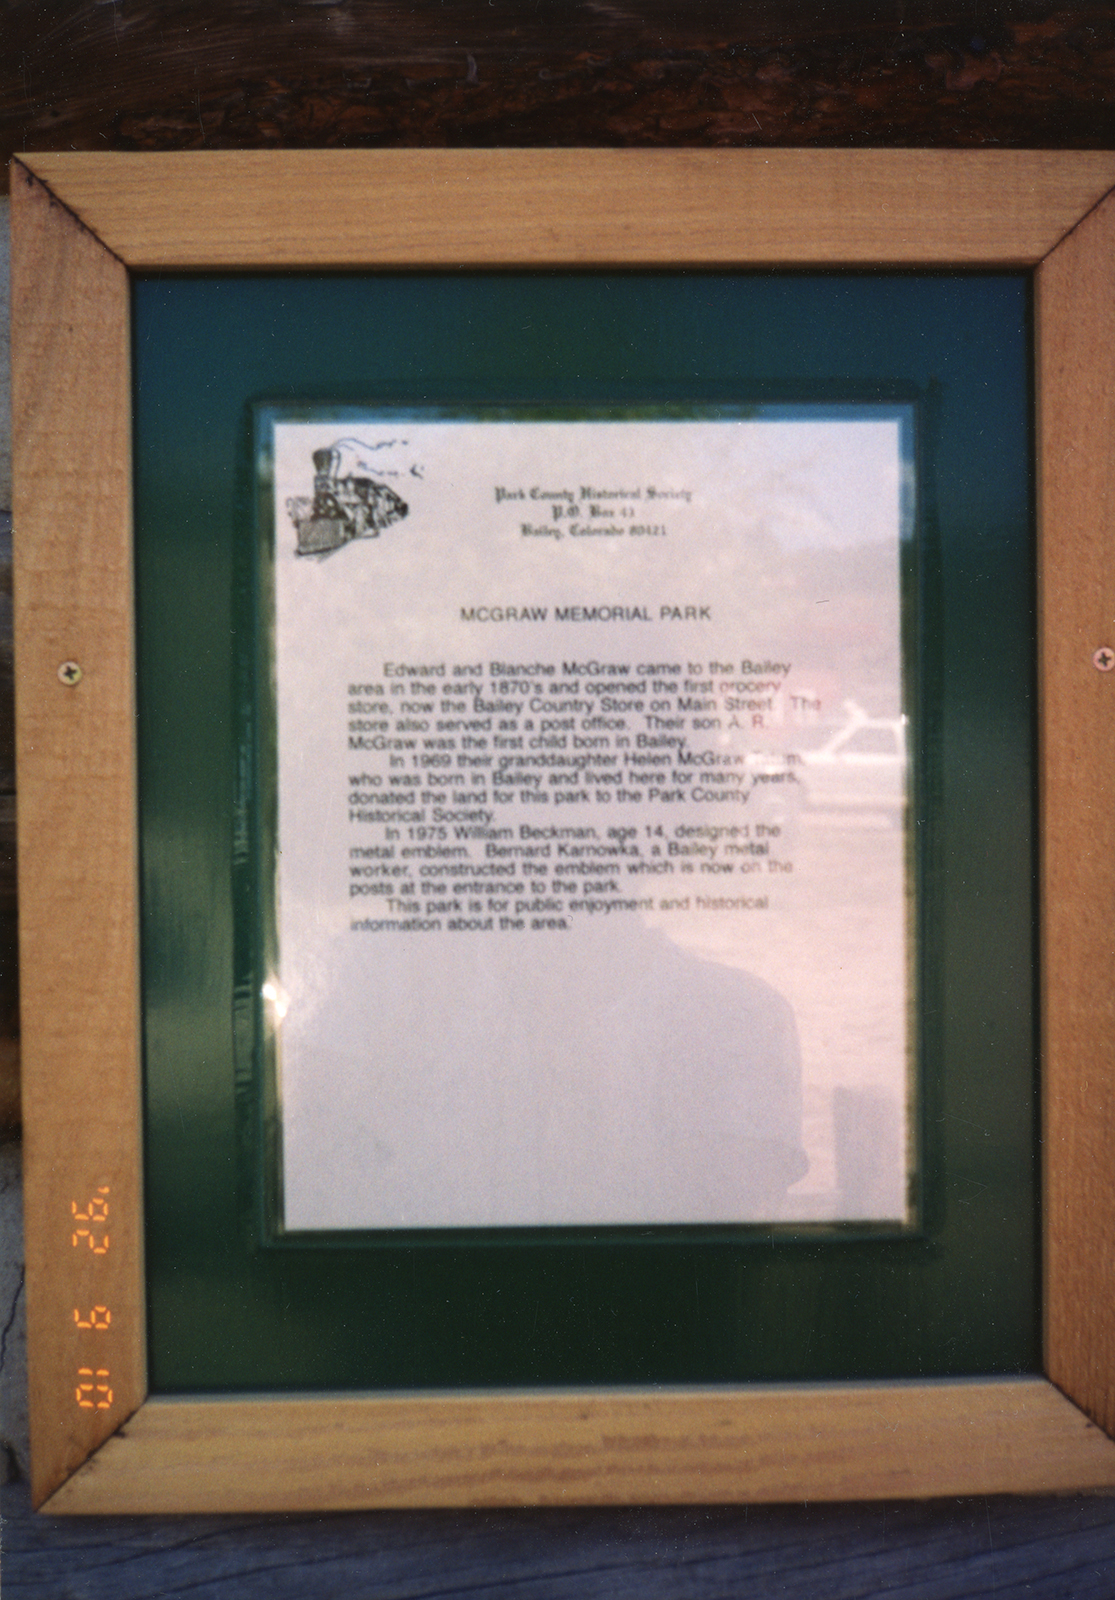 Park County Historical Society
P.O. Box 43
Bailey, Colorado 80421
MCGRAW MEMORIAL PARK
Edward and Blanche McGraw came to the Bailey
area in the early 1870's and opened the first grocery
store, now the Bailey Country Store on Main Street. The
store also served as a post office. Their son A. R.
McGraw was the first child born in Bailey.
In 1969 their granddaughter Helen McGraw Tatum,
who was born in Bailey and lived here for many years,
donated the land for this park to the Park County
Historical Society.
In 1975 William Beckman, age 14, designed the
metal emblem. Bernard Karnowka, a Bailey metal
worker, constructed the emblem which is now on the
posts at the entrance to the park.
This park is for public enjoyment and historical
information about the area.
'92 9 10